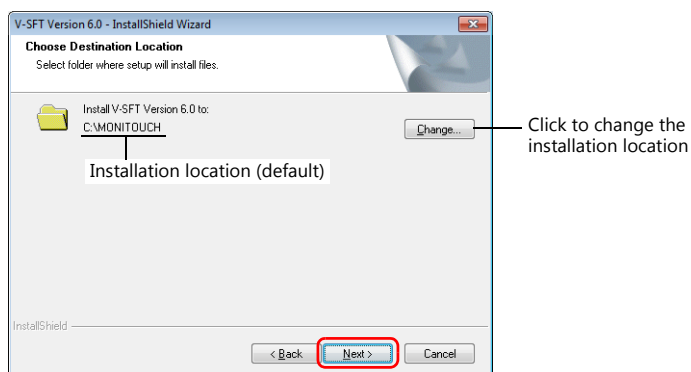 V-SFT Version 6.0 - InstallShield Wizard
Choose Destination Location
Select folder where setup will install files.
Install V-SFT Version 6.0 to:
C:\MONITOUCH
Change...
Click to change the
installation location
Installation location (default)
InstallShield
< Back
Next >
Cancel